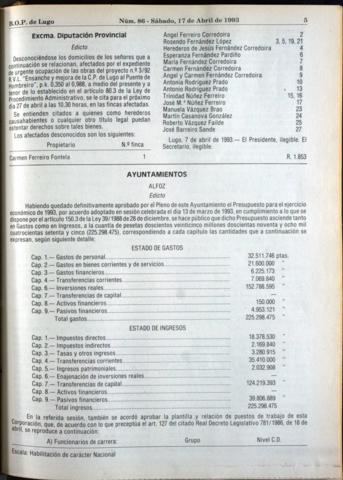 B.O.P. de Lugo Núm. 86 - Sábado, 17 de Abril de 1993 5
Excma. Diputación Provincial
Edicto
Desconociéndose los domicilios de los señores que a
continuación se relacionan, afectados por el expediente
de urgente ocupación de las obras del proyecto n.º 3/92
R.V.L. "Ensanche y mejora de la C.P. de Lugo al Puente de
Hombreiro", p.k. 0,350 al 0,988, a medio del presente y a
tenor de lo establecido en el artículo 80.3 de la Ley de
Procedimiento Administrativo, se le cita para el próximo
día 27 de abril a las 10,30 horas, en las fincas afectadas.
Se entienden citados a quienes como herederos
causahabientes o cualquier otro título legal puedan
ostentar derechos sobre tales bienes.
Los afectados desconocidos son los siguientes:
Propietario N.º finca
Carmen Ferreiro Fontela 1
Angel Ferreiro Corredoira 2
Rosendo Fernández López 3, 5, 19, 21
Herederos de Jesús Fernández Corredoira 4
Esperanza Fernández Pardiño 6
María Fernández Corredoira 7
Carmen Fernández Corredoira 8
Angel y Carmen Fernández Corredoira 9
Antonia Rodríguez Prado 10
Antonio Rodríguez Prado 13
Trinidad Núñez Ferreiro 15, 16
José M.ª Núñez Ferreiro 17
Manuela Vázquez Brao 23
Martín Casanova González 24
Roberto Vázquez Failde 25
José Barreiro Sande 27
Lugo, 7 de abril de 1993.— El Presidente, ilegible. El
Secretario, ilegible.
R. 1.853
AYUNTAMIENTOS
ALFOZ
Edicto
Habiendo quedado definitivamente aprobado por el Pleno de este Ayuntamiento el Presupuesto para el ejercicio
económico de 1993, por acuerdo adoptado en sesión celebrada el día 13 de marzo de 1993, en cumplimiento a lo que se
dispone por el artículo 150.3 de la Ley 39/1988 de 28 de diciembre, se hace público que dicho Presupuesto asciende tanto
en Gastos como en Ingresos, a la cuantía de pesetas doscientos veinticinco millones doscientas noventa y ocho mil
cuatrocientas setenta y cinco (225.298.475), correspondiendo a cada capítulo las cantidades que a continuación se
expresan, según siguiente detalle:
ESTADO DE GASTOS
Cap. 1.— Gastos de personal 32.511.746 ptas.
Cap. 2.— Gastos en bienes corrientes y de servicios 21.600.000 "
Cap. 3.— Gastos financieros 6.225.173 "
Cap. 4.— Transferencias corrientes 7.069.840 "
Cap. 6.— Inversiones reales 152.788.595 "
Cap. 7.— Transferencias de capital —
Cap. 8.— Activos financieros 150.000 "
Cap. 9.— Pasivos financieros 4.953.121 "
Total gastos 225.298.475 "
ESTADO DE INGRESOS
Cap. 1.— Impuestos directos 18.378.530 "
Cap. 2.— Impuestos indirectos 2.169.840 "
Cap. 3.— Tasas y otros ingresos 3.280.915 "
Cap. 4.— Transferencias corrientes 35.410.000 "
Cap. 5.— Ingresos patrimoniales 2.032.908 "
Cap. 6.— Enajenación de inversiones reales —
Cap. 7.— Transferencias de capital 124.219.393 "
Cap. 8.— Activos financieros —
Cap. 9.— Pasivos financieros 39.806.889 "
Total ingresos 225.298.475
En la referida sesión, también se acordó aprobar la plantilla y relación de puestos de trabajo de esta
Corporación, que, de acuerdo con lo que preceptúa el art. 127 del citado Real Decreto Legislativo 781/1986, de 18 de
abril, se reproduce a continuación:
A) Funcionarios de carrera: Grupo Nivel C.D.
Escala: Habilitación de carácter Nacional